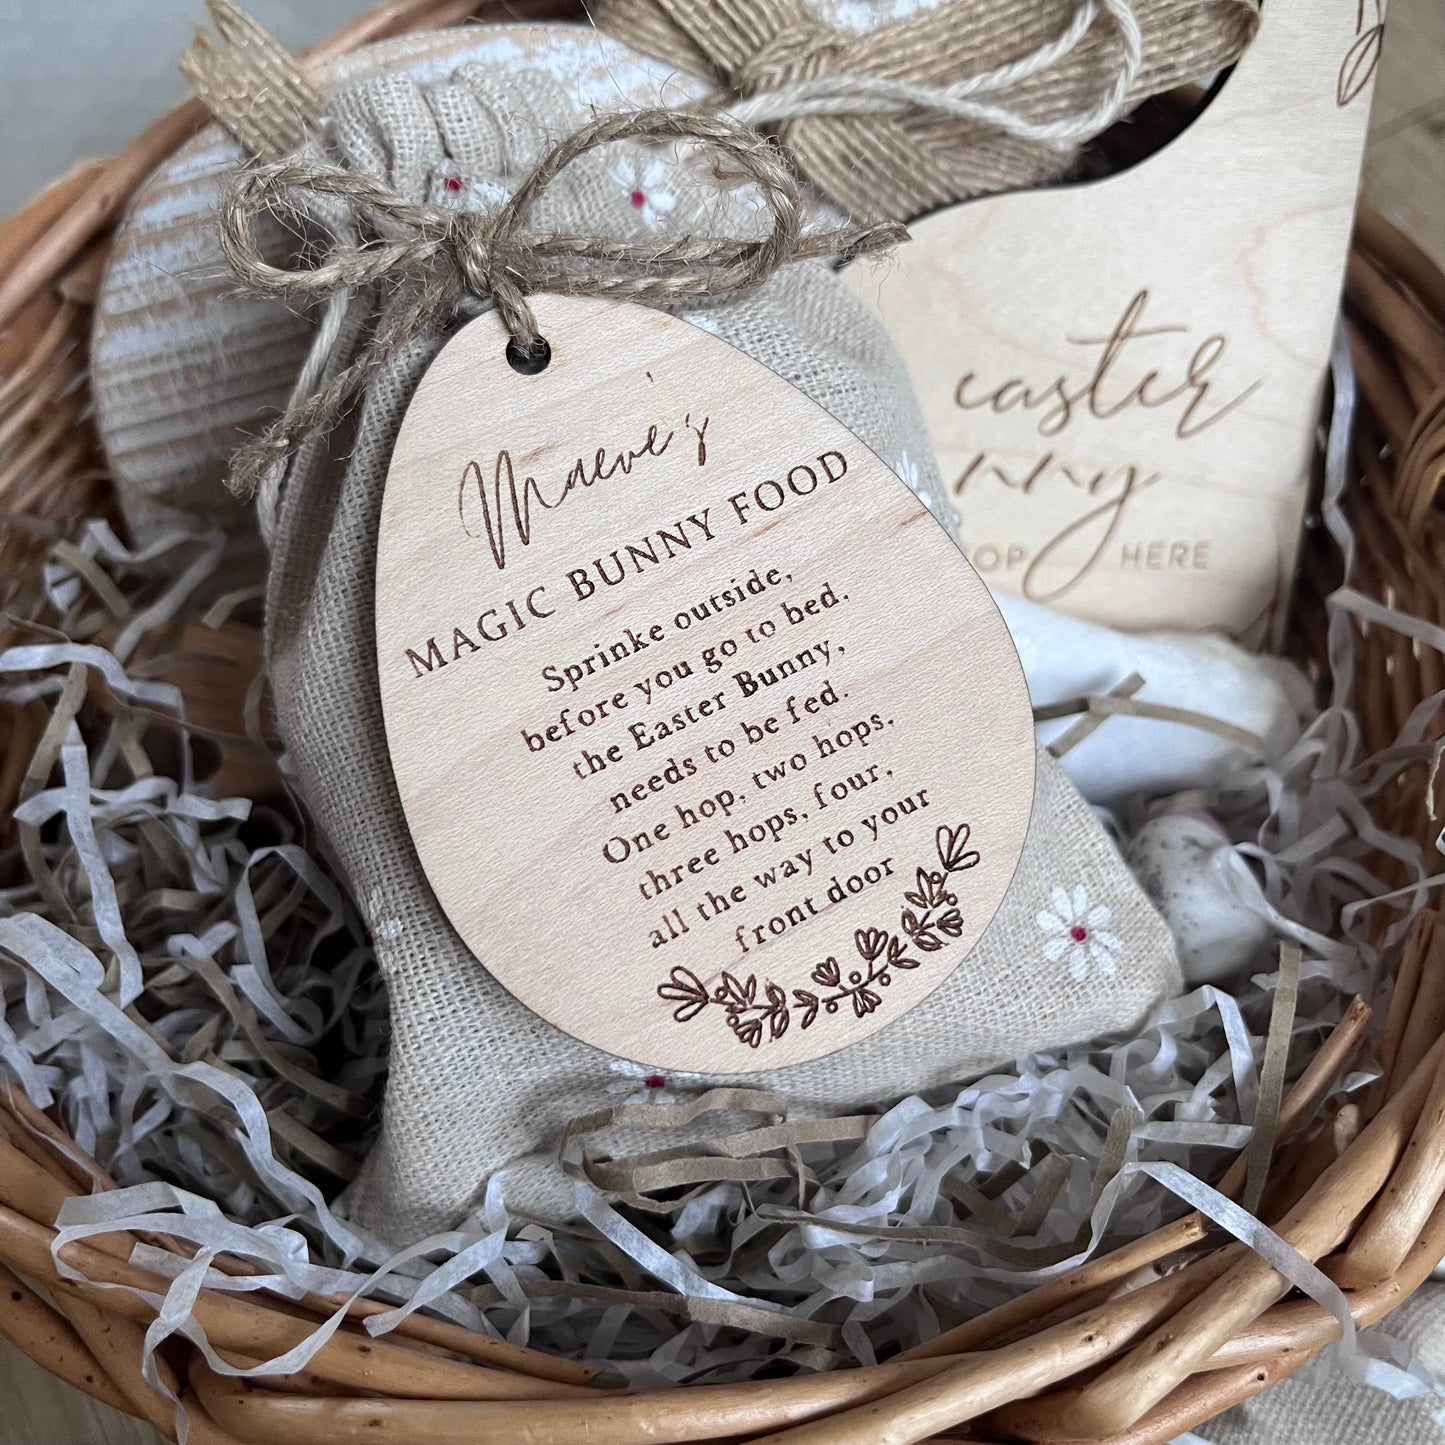 Maeve's
MAGIC BUNNY FOOD
Sprinke outside,
before you go to bed.
the Easter Bunny,
needs to be fed.
One hop, two hops,
three hops, four,
all the way to your
front door
easter
HERE